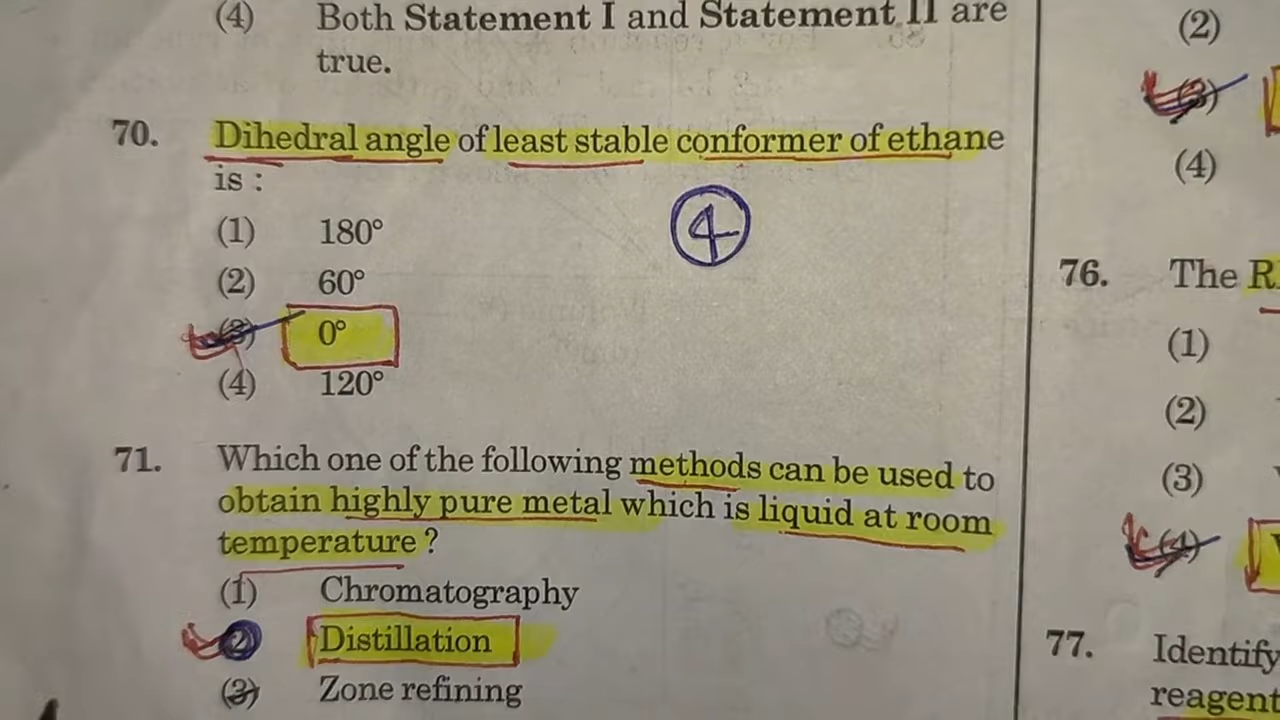 (4) Both Statement I and Statement II are
true.
70. Dihedral angle of least stable conformer of ethane
is :
(1) 180°
(2) 60°
(3) 0°
(4) 120°
4
71. Which one of the following methods can be used to
obtain highly pure metal which is liquid at room
temperature ?
(1) Chromatography
(2) Distillation
(3) Zone refining
(2)
(3)
(4)
76. The
(1)
(2)
(3)
(4)
77. Identify
reagent